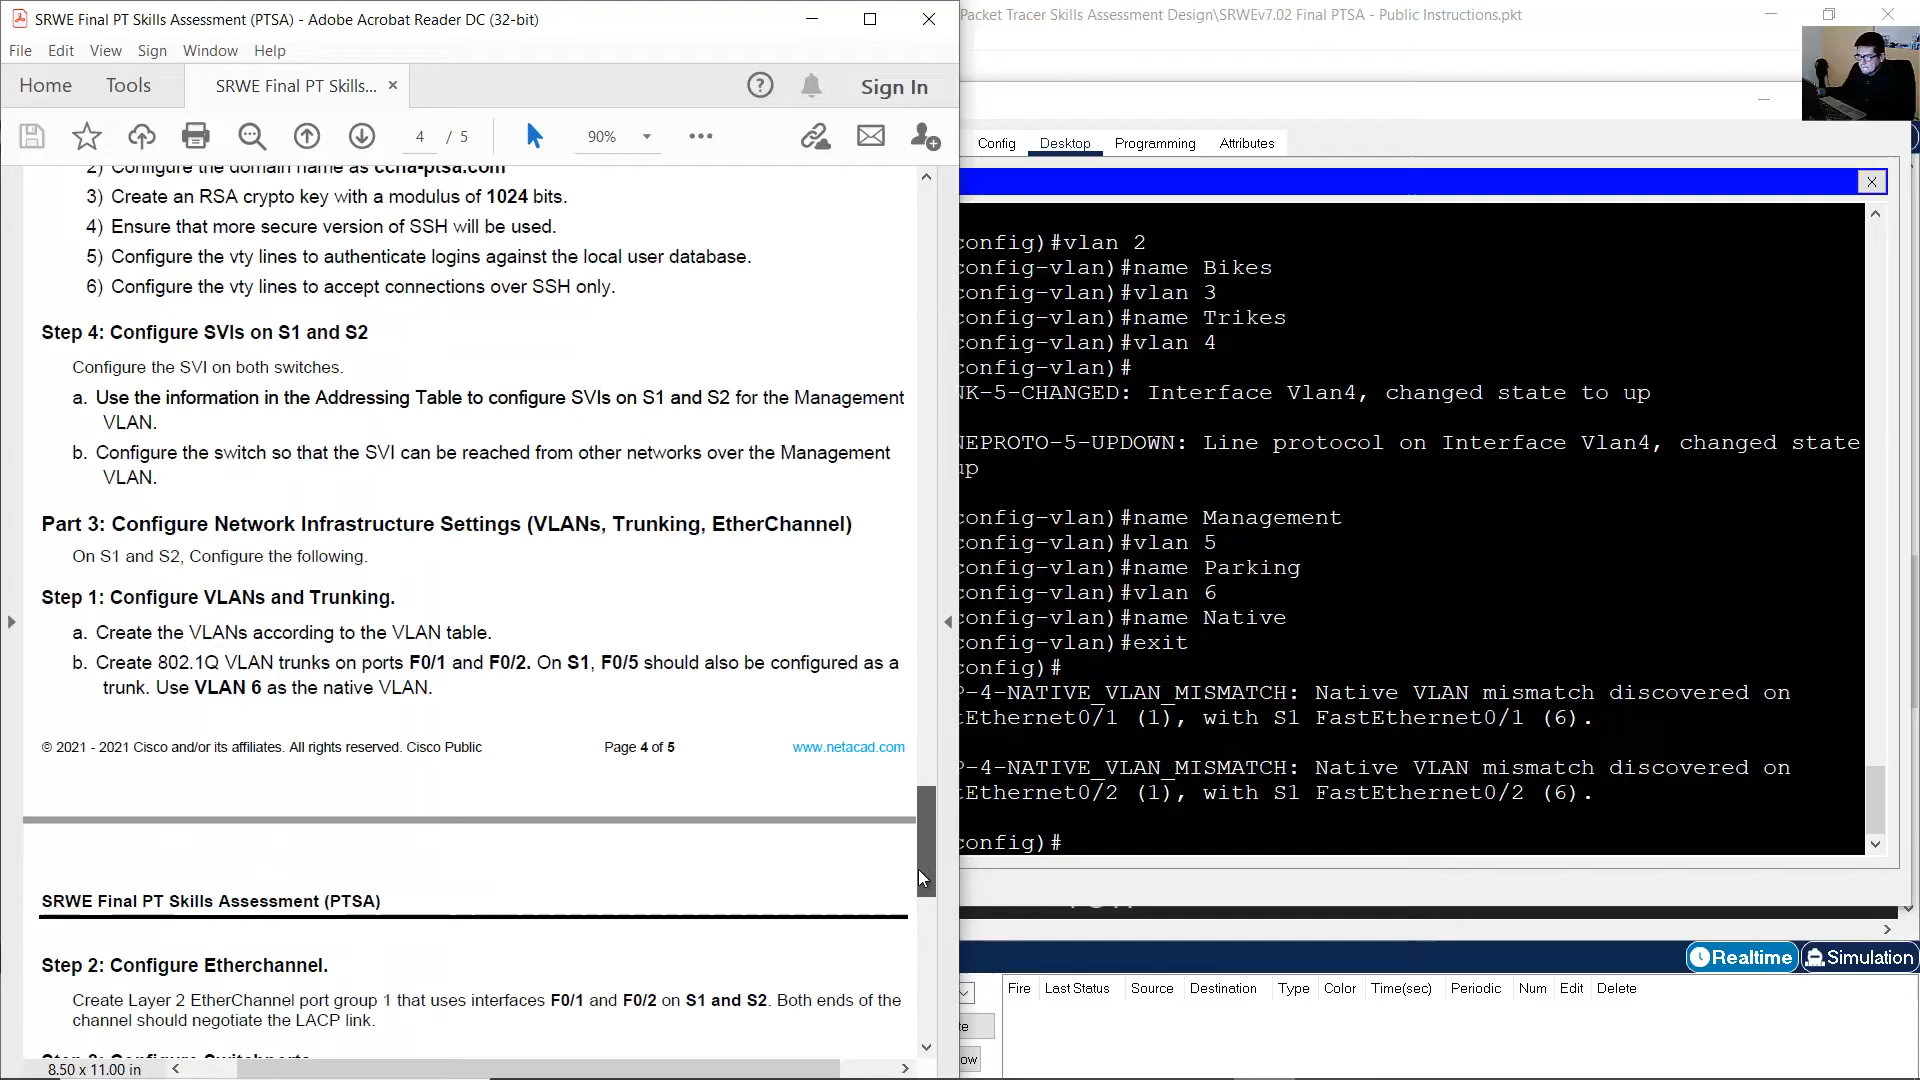 SRWE Final PT Skills Assessment (PTSA) - Adobe Acrobat Reader DC (32-bit)
File Edit View Sign Window Help
Home Tools SRWE Final PT Skills... × Sign In
4 / 5 90%
2) Configure the domain name as ccna-ptsa.com
3) Create an RSA crypto key with a modulus of 1024 bits.
4) Ensure that more secure version of SSH will be used.
5) Configure the vty lines to authenticate logins against the local user database.
6) Configure the vty lines to accept connections over SSH only.
Step 4: Configure SVIs on S1 and S2
Configure the SVI on both switches.
a. Use the information in the Addressing Table to configure SVIs on S1 and S2 for the Management
VLAN.
b. Configure the switch so that the SVI can be reached from other networks over the Management
VLAN.
Part 3: Configure Network Infrastructure Settings (VLANs, Trunking, EtherChannel)
On S1 and S2, Configure the following.
Step 1: Configure VLANs and Trunking.
a. Create the VLANs according to the VLAN table.
b. Create 802.1Q VLAN trunks on ports F0/1 and F0/2. On S1, F0/5 should also be configured as a
trunk. Use VLAN 6 as the native VLAN.
© 2021 - 2021 Cisco and/or its affiliates. All rights reserved. Cisco Public Page 4 of 5 www.netacad.com
SRWE Final PT Skills Assessment (PTSA)
Step 2: Configure Etherchannel.
Create Layer 2 EtherChannel port group 1 that uses interfaces F0/1 and F0/2 on S1 and S2. Both ends of the
channel should negotiate the LACP link.
Step 3: Configure Switchports
8.50 x 11.00 in
Packet Tracer Skills Assessment Design\SRWEv7.02 Final PTSA - Public Instructions.pkt
Config Desktop Programming Attributes
config)#vlan 2
config-vlan)#name Bikes
config-vlan)#vlan 3
config-vlan)#name Trikes
config-vlan)#vlan 4
config-vlan)#
NK-5-CHANGED: Interface Vlan4, changed state to up
NEPROTO-5-UPDOWN: Line protocol on Interface Vlan4, changed state
up
config-vlan)#name Management
config-vlan)#vlan 5
config-vlan)#name Parking
config-vlan)#vlan 6
config-vlan)#name Native
config-vlan)#exit
config)#
P-4-NATIVE_VLAN_MISMATCH: Native VLAN mismatch discovered on
tEthernet0/1 (1), with S1 FastEthernet0/1 (6).
P-4-NATIVE_VLAN_MISMATCH: Native VLAN mismatch discovered on
tEthernet0/2 (1), with S1 FastEthernet0/2 (6).
config)#
Realtime Simulation
Fire Last Status Source Destination Type Color Time(sec) Periodic Num Edit Delete
te
ow